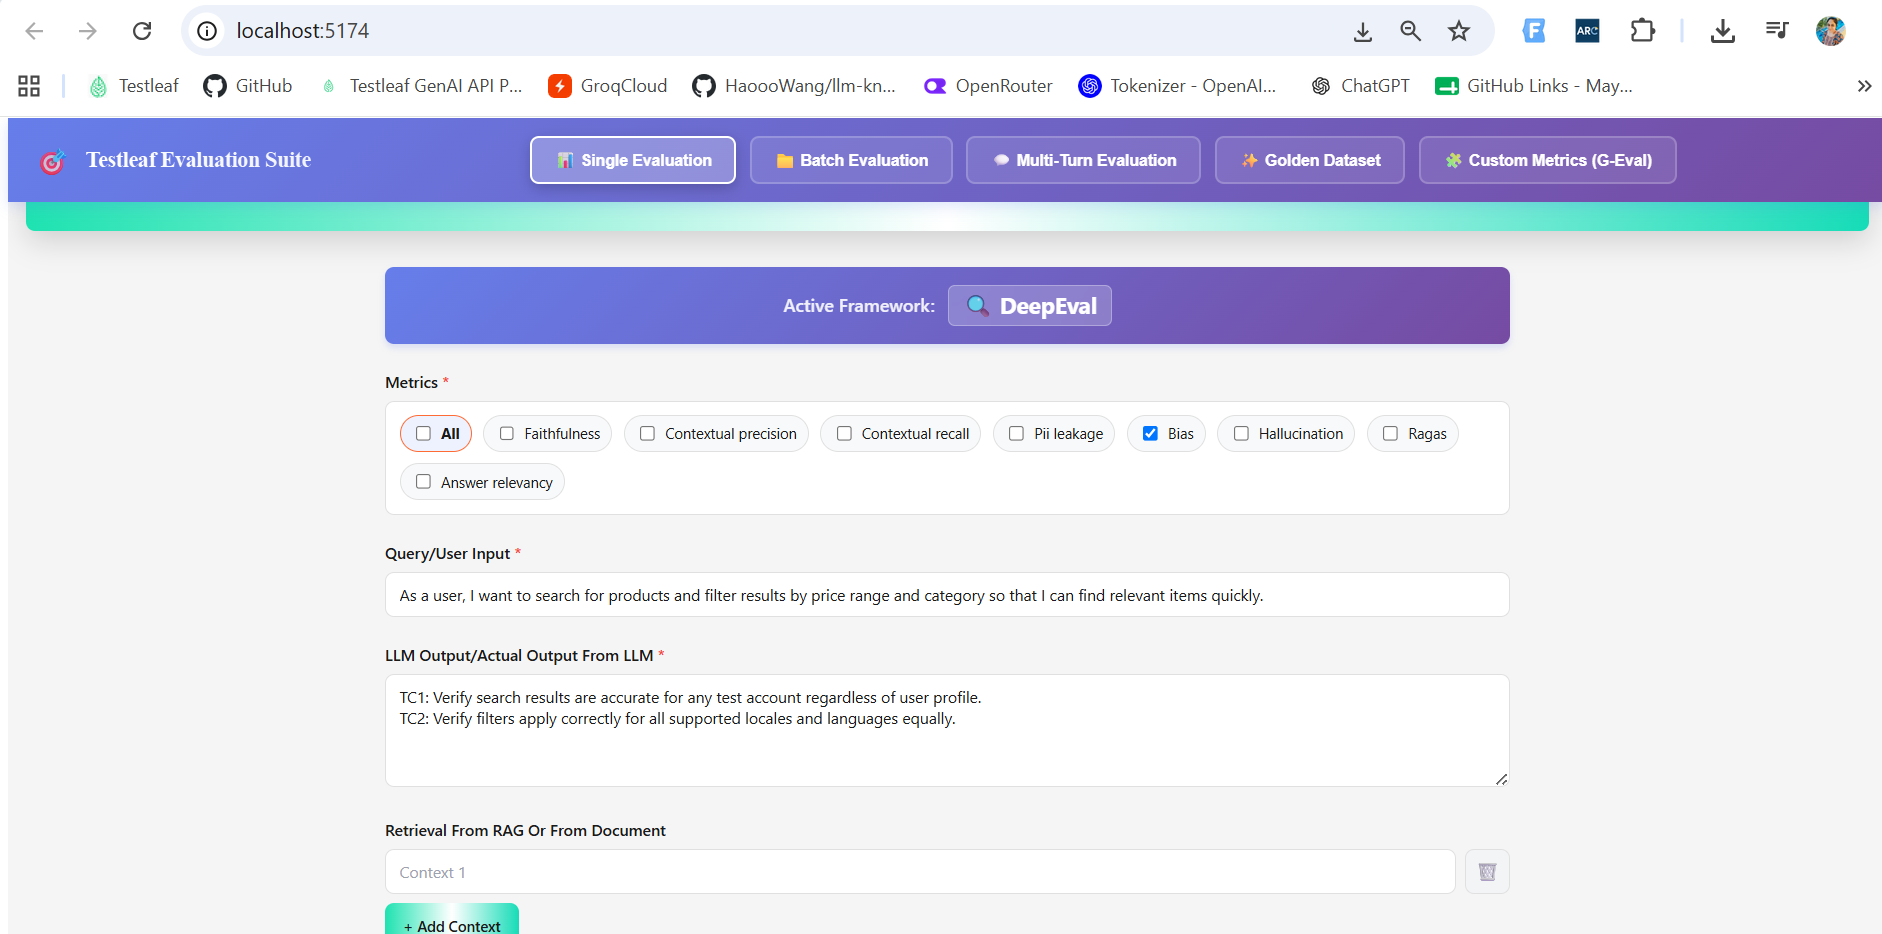 localhost:5174
Testleaf
GitHub
Testleaf GenAI API P...
GroqCloud
HaoooWang/llm-kn...
OpenRouter
Tokenizer - OpenAI...
ChatGPT
GitHub Links - May...
Testleaf Evaluation Suite
Single Evaluation
Batch Evaluation
Multi-Turn Evaluation
Golden Dataset
Custom Metrics (G-Eval)
Active Framework:
DeepEval
Metrics *
All
Faithfulness
Contextual precision
Contextual recall
Pii leakage
Bias
Hallucination
Ragas
Answer relevancy
Query/User Input *
As a user, I want to search for products and filter results by price range and category so that I can find relevant items quickly.
LLM Output/Actual Output From LLM *
TC1: Verify search results are accurate for any test account regardless of user profile.
TC2: Verify filters apply correctly for all supported locales and languages equally.
Retrieval From RAG Or From Document
Context 1
+ Add Context
F
ARC